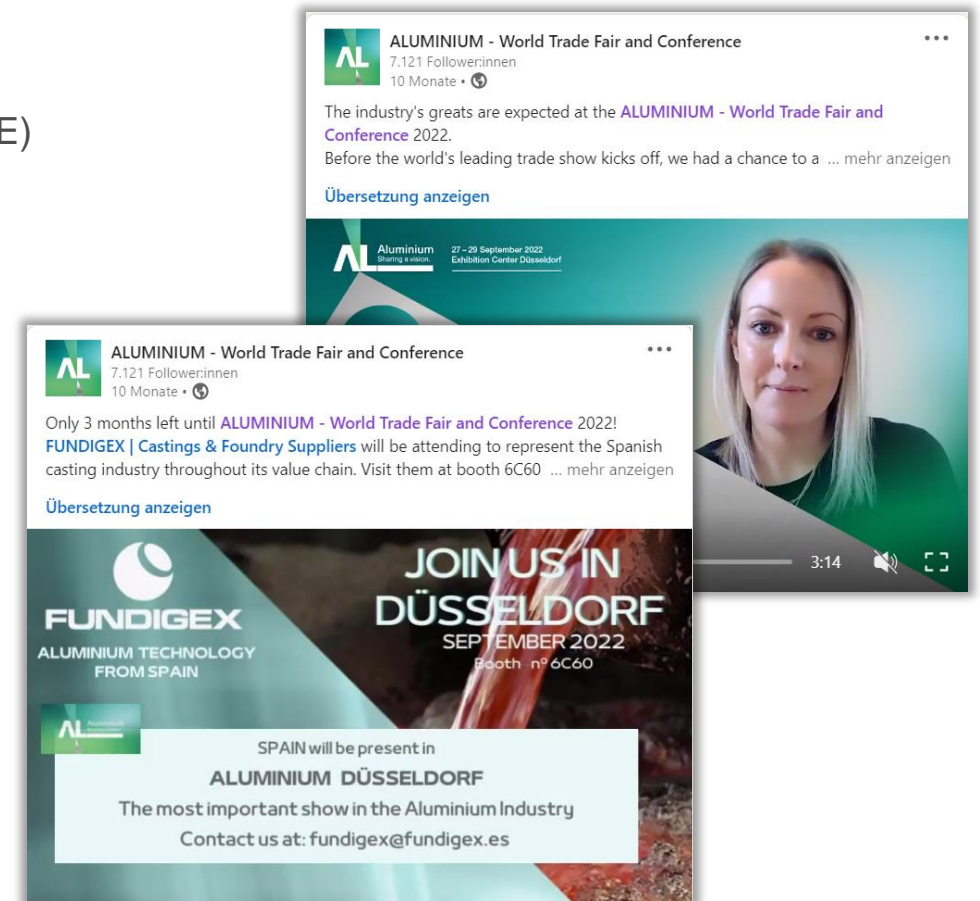 E)
ALUMINIUM - World Trade Fair and Conference
7.121 Follower:innen
10 Monate •
The industry's greats are expected at the ALUMINIUM - World Trade Fair and
Conference 2022.
Before the world's leading trade show kicks off, we had a chance to a ... mehr anzeigen
Übersetzung anzeigen
AL Aluminium
Sharing a vision.
27 – 29 September 2022
Exhibition Center Düsseldorf
3:14
AL
ALUMINIUM - World Trade Fair and Conference
7.121 Follower:innen
10 Monate •
Only 3 months left until ALUMINIUM - World Trade Fair and Conference 2022!
FUNDIGEX | Castings & Foundry Suppliers will be attending to represent the Spanish
casting industry throughout its value chain. Visit them at booth 6C60 ... mehr anzeigen
Übersetzung anzeigen
FUNDIGEX
ALUMINIUM TECHNOLOGY
FROM SPAIN
JOIN US IN
DÜSSELDORF
SEPTEMBER 2022
Booth nº 6C60
AL Aluminium
SPAIN will be present in
ALUMINIUM DÜSSELDORF
The most important show in the Aluminium Industry
Contact us at: fundigex@fundigex.es